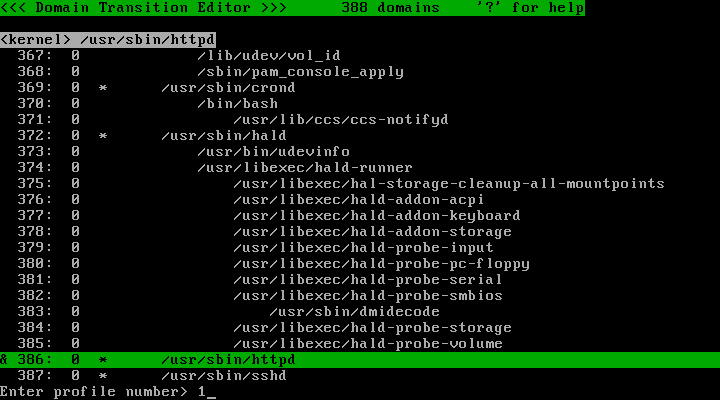 <<< Domain Transition Editor >>>      388 domains    '?' for help
<kernel> /usr/sbin/httpd
367:  0             /lib/udev/vol_id
368:  0             /sbin/pam_console_apply
369:  0  *      /usr/sbin/crond
370:  0             /bin/bash
371:  0                 /usr/lib/ccs/ccs-notifyd
372:  0  *      /usr/sbin/hald
373:  0             /usr/bin/udevinfo
374:  0             /usr/libexec/hald-runner
375:  0                 /usr/libexec/hal-storage-cleanup-all-mountpoints
376:  0                 /usr/libexec/hald-addon-acpi
377:  0                 /usr/libexec/hald-addon-keyboard
378:  0                 /usr/libexec/hald-addon-storage
379:  0                 /usr/libexec/hald-probe-input
380:  0                 /usr/libexec/hald-probe-pc-floppy
381:  0                 /usr/libexec/hald-probe-serial
382:  0                 /usr/libexec/hald-probe-smbios
383:  0                     /usr/sbin/dmidecode
384:  0                 /usr/libexec/hald-probe-storage
385:  0                 /usr/libexec/hald-probe-volume
& 386:  0  *      /usr/sbin/httpd
387:  0  *      /usr/sbin/sshd
Enter profile number> 1_